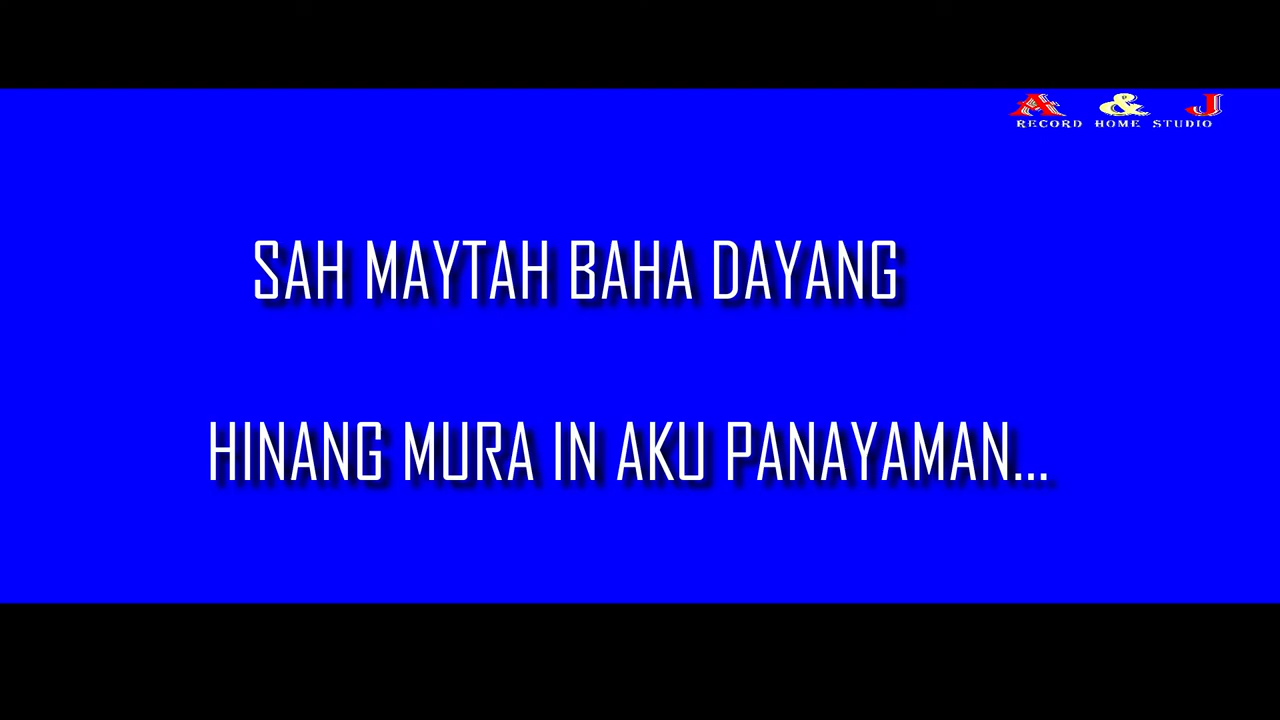 A & J
RECORD HOME STUDIO
SAH MAYTAH BAHA DAYANG
HINANG MURA IN AKU PANAYAMAN...